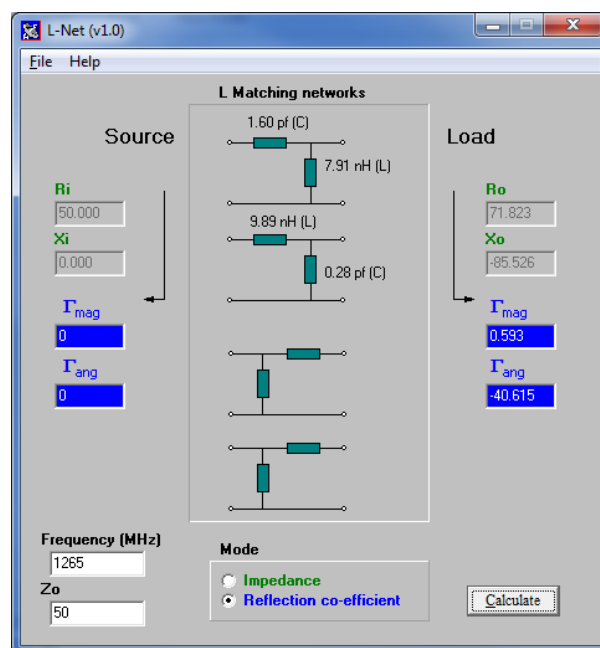 L-Net (v1.0)
File Help
L Matching networks
Source
Load
1.60 pf (C)
7.91 nH (L)
9.89 nH (L)
0.28 pf (C)
Ri
50.000
Xi
0.000
Γmag
0
Γang
0
Ro
71.823
Xo
-85.526
Γmag
0.593
Γang
-40.615
Frequency (MHz)
1265
Zo
50
Mode
Impedance
Reflection co-efficient
Calculate